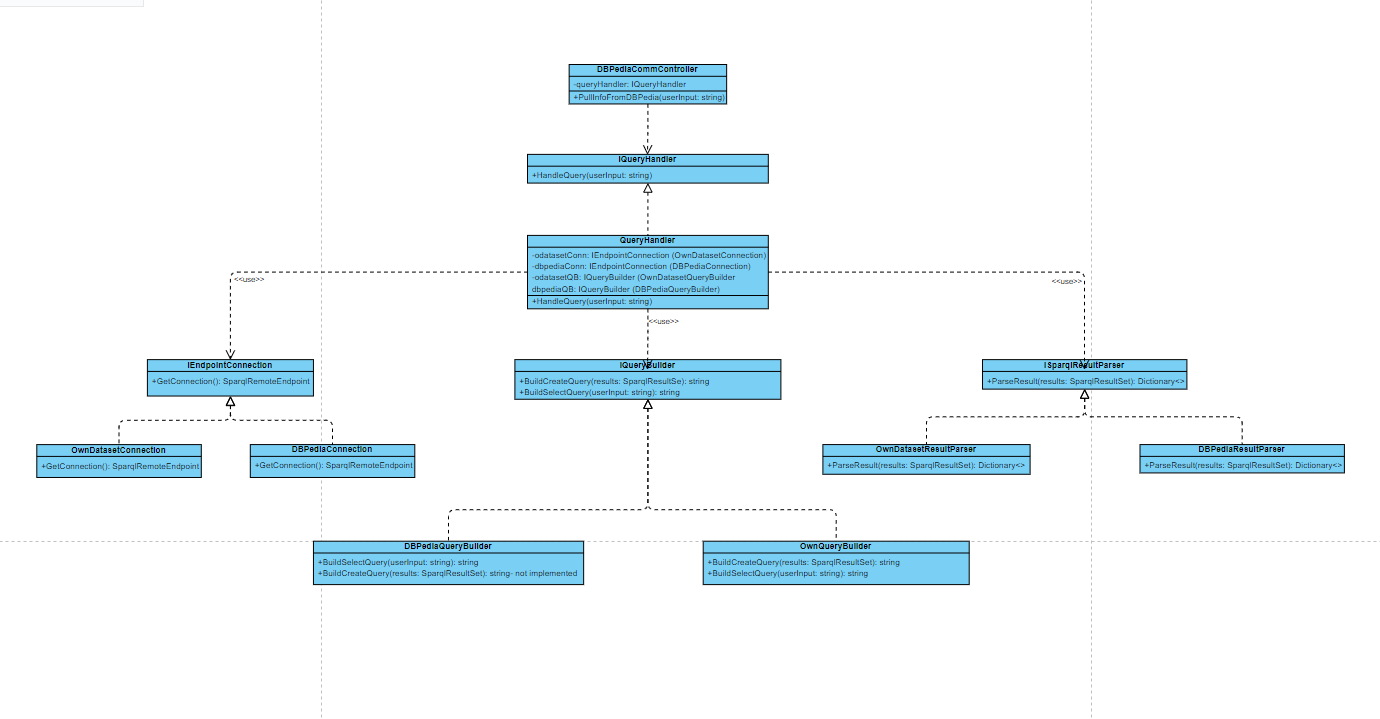 DBPediaCommController
-queryHandler: IQueryHandler
+PullInfoFromDBPedia(userInput: string)
IQueryHandler
+HandleQuery(userInput: string)
QueryHandler
-odatasetConn: IEndpointConnection (OwnDatasetConnection)
-dbpediaConn: IEndpointConnection (DBPediaConnection)
-odatasetQB: IQueryBuilder (OwnDatasetQueryBuilder
dbpediaQB: IQueryBuilder (DBPediaQueryBuilder)
+HandleQuery(userInput: string)
<<use>>
<<use>>
<<use>>
IEndpointConnection
+GetConnection(): SparqlRemoteEndpoint
IQueryBuilder
+BuildCreateQuery(results: SparqlResultSe): string
+BuildSelectQuery(userInput: string): string
ISparqlResultParser
+ParseResult(results: SparqlResultSet): Dictionary<>
OwnDatasetConnection
+GetConnection(): SparqlRemoteEndpoint
DBPediaConnection
+GetConnection(): SparqlRemoteEndpoint
OwnDatasetResultParser
+ParseResult(results: SparqlResultSet): Dictionary<>
DBPediaResultParser
+ParseResult(results: SparqlResultSet): Dictionary<>
DBPediaQueryBuilder
+BuildSelectQuery(userInput: string): string
+BuildCreateQuery(results: SparqlResultSet): string- not implemented
OwnQueryBuilder
+BuildCreateQuery(results: SparqlResultSet): string
+BuildSelectQuery(userInput: string): string